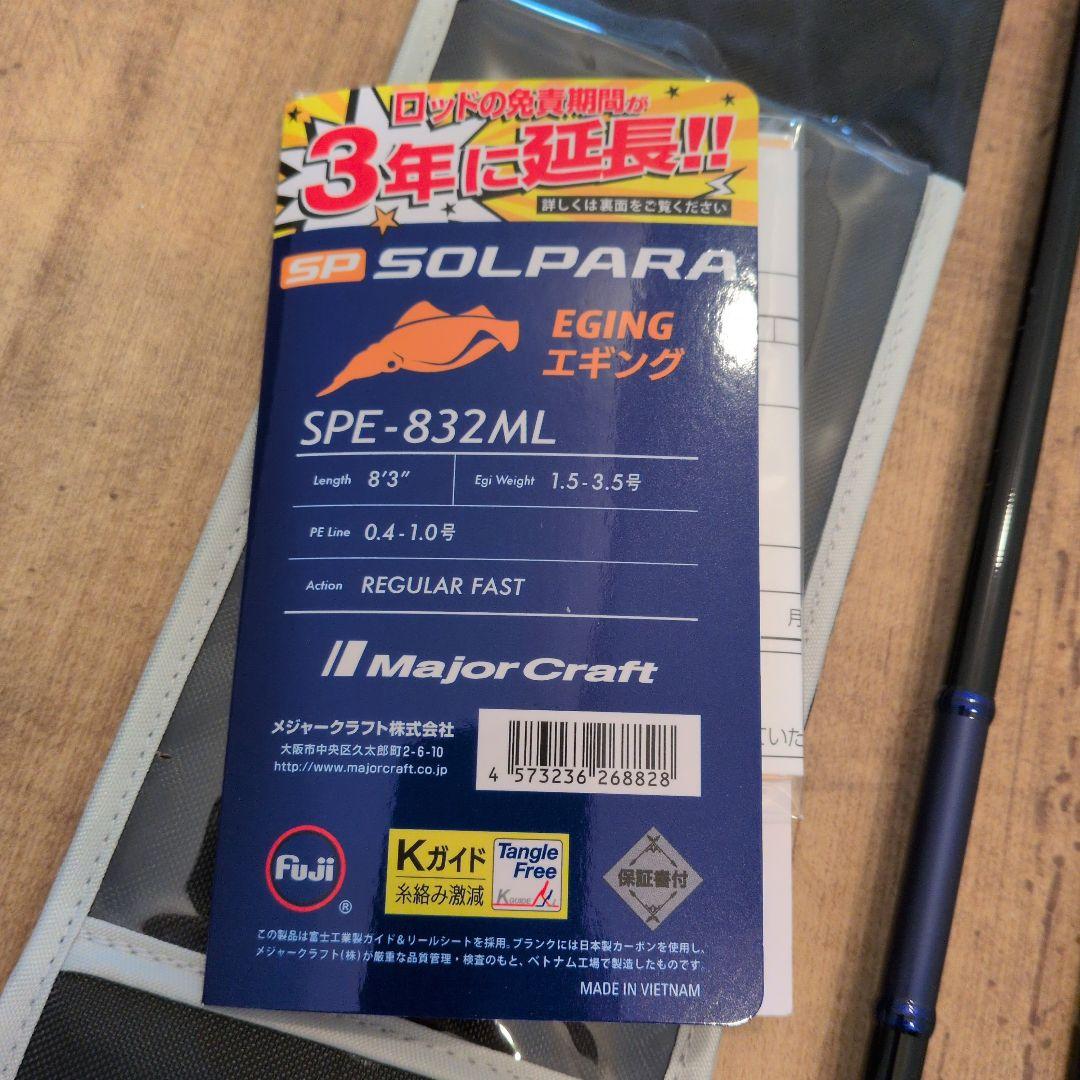 ロッドの免責期間が
3年に延長!!
詳しくは裏面をご覧ください
SP SOLPARA
EGING
エギング
SPE-832ML
Length 8'3" Egi Weight 1.5-3.5号
PE Line 0.4-1.0号
Action REGULAR FAST
Major Craft
メジャークラフト株式会社
大阪市中央区久太郎町2-6-10
http://www.majorcraft.co.jp
4 573236 268828
Fuji ®
Kガイド
糸絡み激減
Tangle
Free
K GUIDE
保証書付
この製品は富士工業製ガイド&リールシートを採用。ブランクには日本製カーボンを使用し、
メジャークラフト(株)が厳重な品質管理・検査のもと、ベトナム工場で製造したものです。
MADE IN VIETNAM
月
ていた